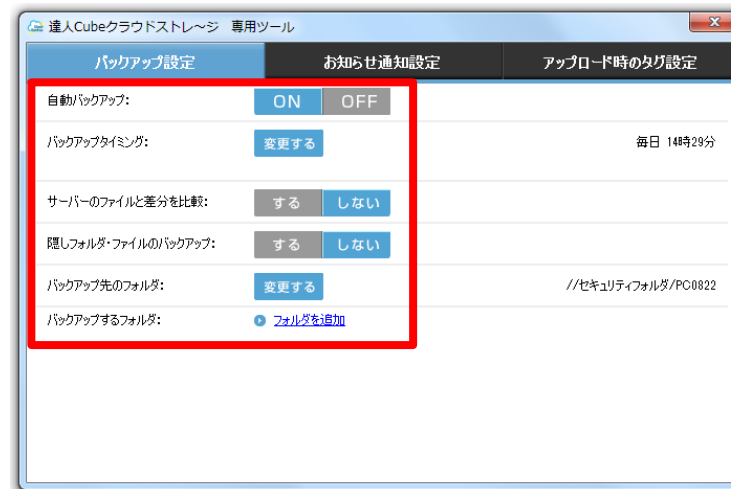 達人Cubeクラウドストレ～ジ 専用ツール
x
バックアップ設定 お知らせ通知設定 アップロード時のタグ設定
自動バックアップ: ON OFF
バックアップタイミング: 変更する 毎日 14時29分
サーバーのファイルと差分を比較: する しない
隠しフォルダ・ファイルのバックアップ: する しない
バックアップ先のフォルダ: 変更する //セキュリティフォルダ/PC0822
バックアップするフォルダ: フォルダを追加